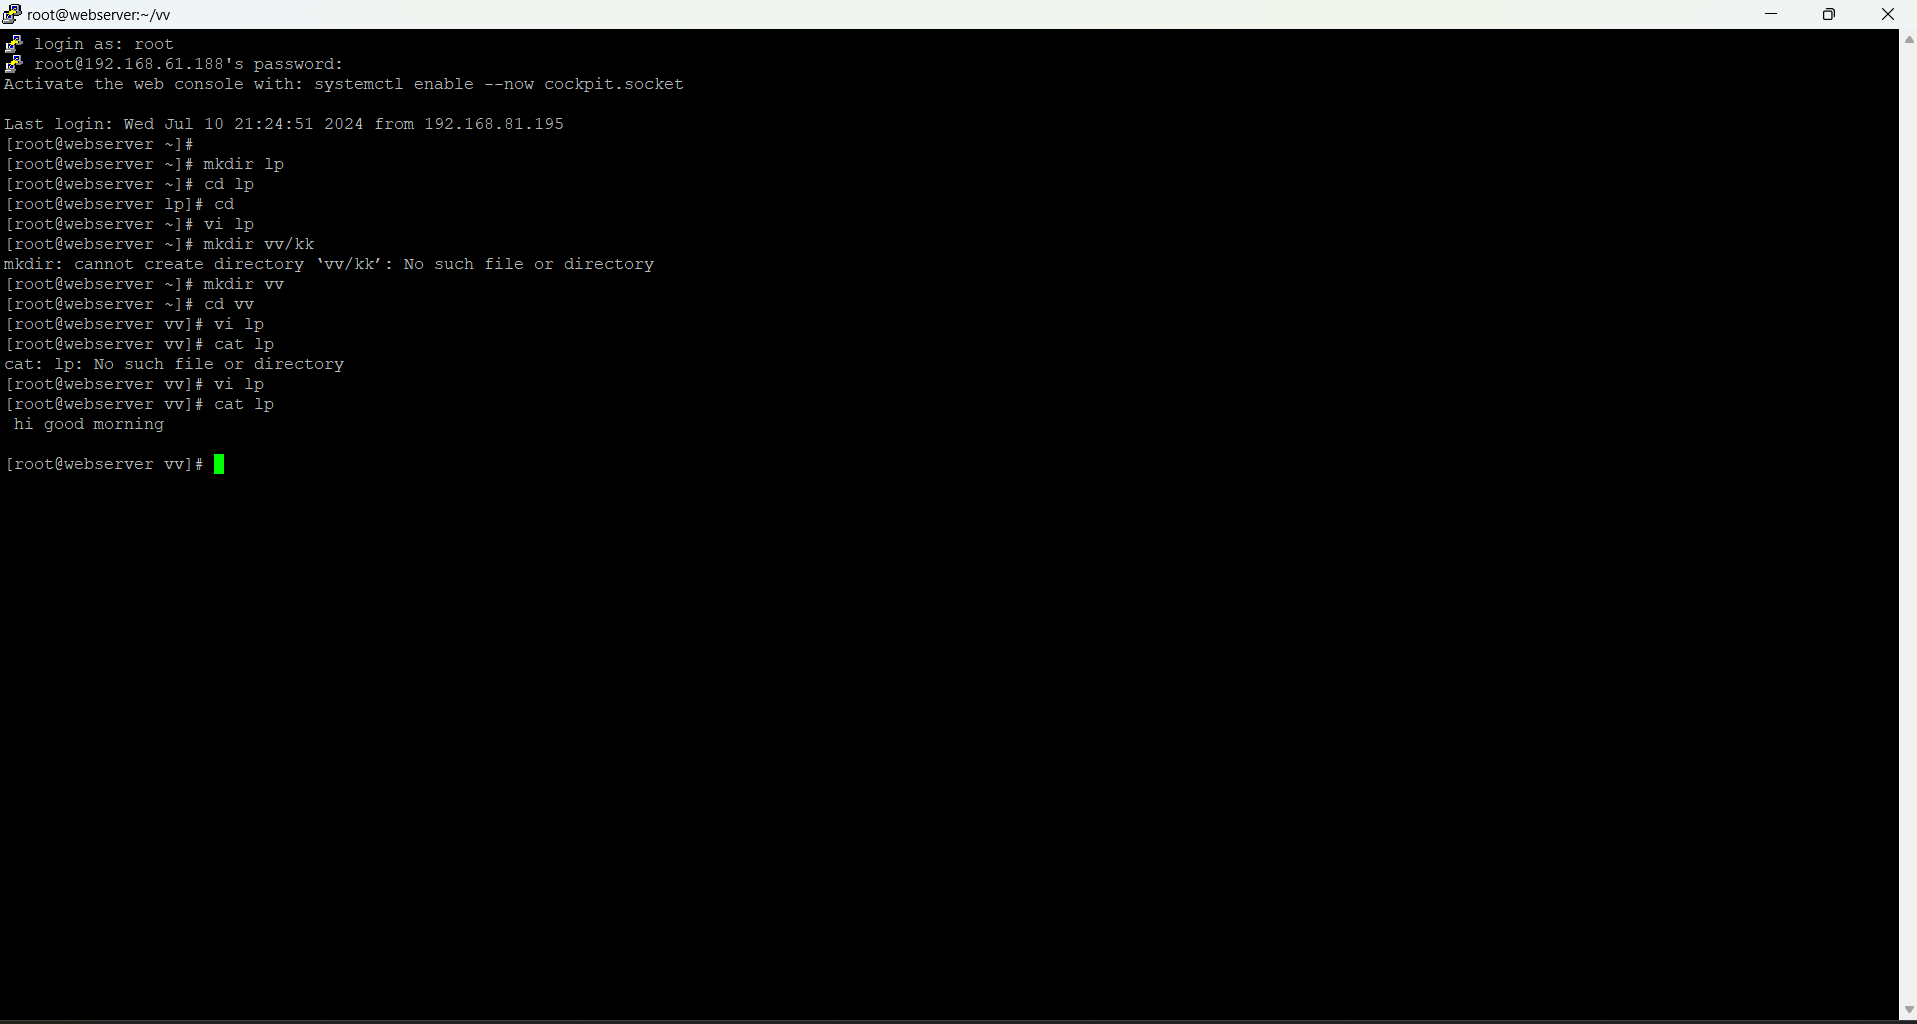 root@webserver:~/vv
login as: root
root@192.168.61.188's password:
Activate the web console with: systemctl enable --now cockpit.socket
Last login: Wed Jul 10 21:24:51 2024 from 192.168.81.195
[root@webserver ~]#
[root@webserver ~]# mkdir lp
[root@webserver ~]# cd lp
[root@webserver lp]# cd
[root@webserver ~]# vi lp
[root@webserver ~]# mkdir vv/kk
mkdir: cannot create directory ‘vv/kk’: No such file or directory
[root@webserver ~]# mkdir vv
[root@webserver ~]# cd vv
[root@webserver vv]# vi lp
[root@webserver vv]# cat lp
cat: lp: No such file or directory
[root@webserver vv]# vi lp
[root@webserver vv]# cat lp
hi good morning
[root@webserver vv]#